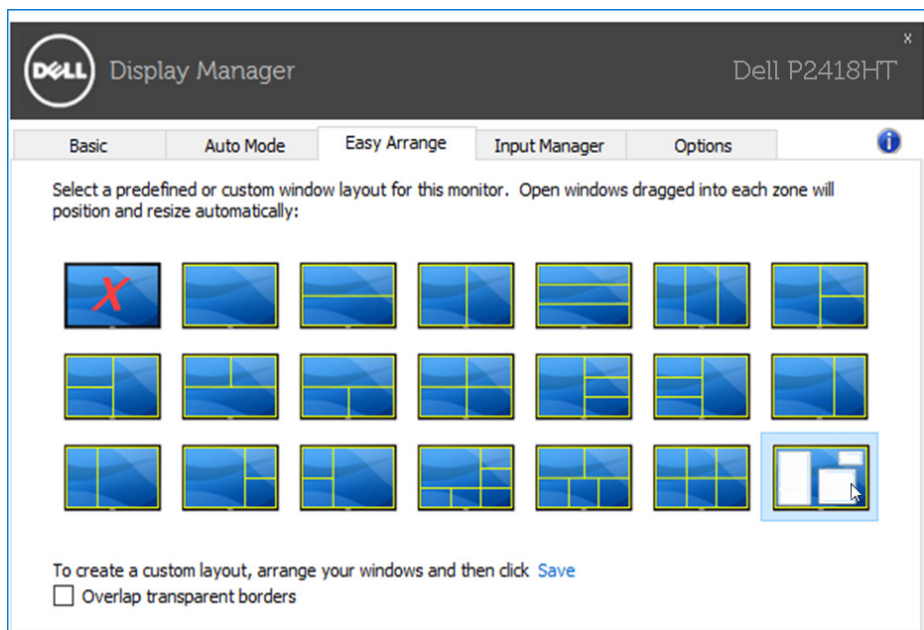 x
DELL Display Manager Dell P2418HT
Basic Auto Mode Easy Arrange Input Manager Options i
Select a predefined or custom window layout for this monitor. Open windows dragged into each zone will
position and resize automatically:
X
To create a custom layout, arrange your windows and then click Save
Overlap transparent borders